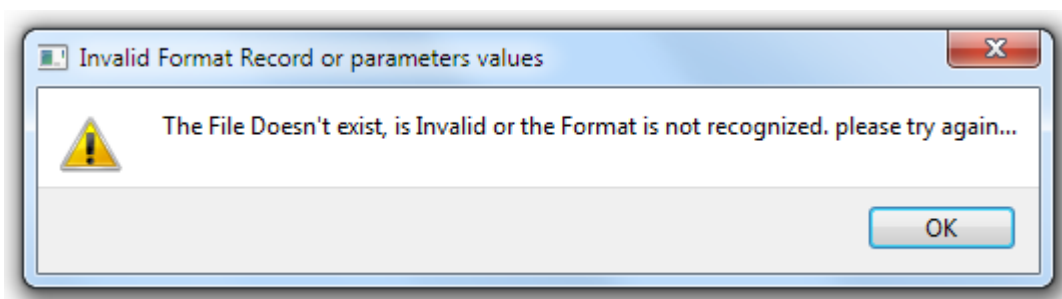 Invalid Format Record or parameters values
The File Doesn't exist, is Invalid or the Format is not recognized. please try again...
OK